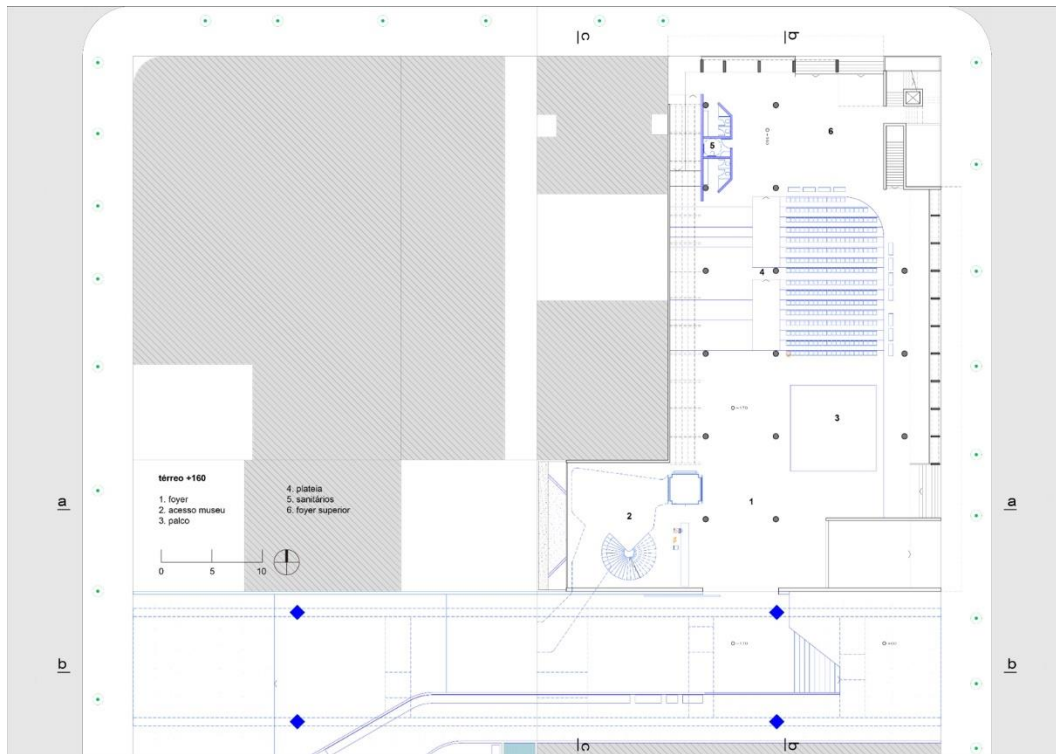 c
b
5
6
4
3
térreo +160
1. foyer
2. acesso museu
3. palco
4. plateia
5. sanitários
6. foyer superior
0 5 10
a
2
1
a
b
b
c
b